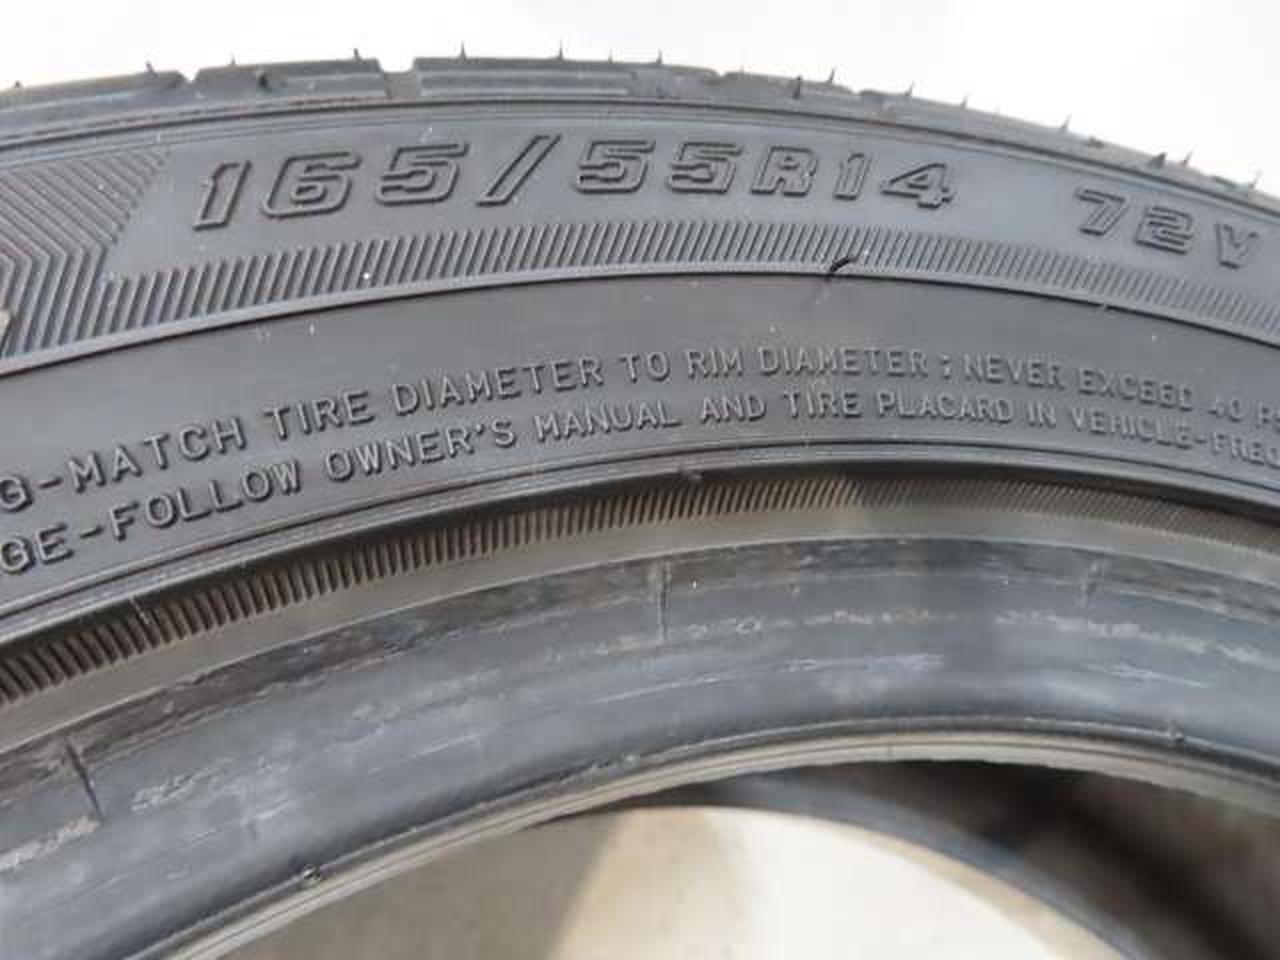 165/55R14 72V
G-MATCH TIRE DIAMETER TO RIM DIAMETER; NEVER EXCEED 40 P
GE-FOLLOW OWNER'S MANUAL AND TIRE PLACARD IN VEHICLE-FREQ